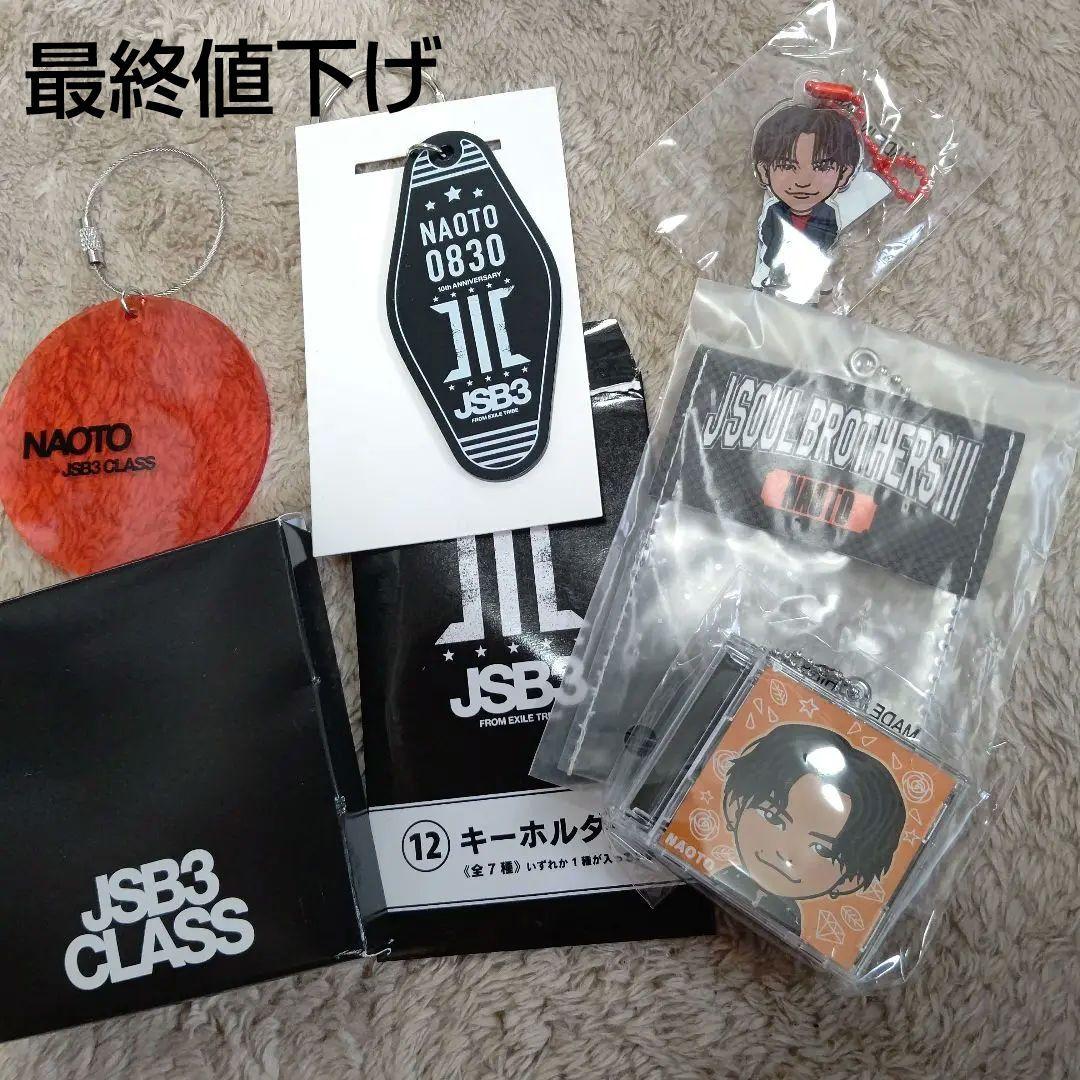 最終値下げ
NAOTO
0830
10th ANNIVERSARY
JSB3
FROM EXILE TRIBE
NAOTO
JSB3 CLASS
J SOUL BROTHERS III
NAOTO
JSB3
FROM EXILE TRI
⑫ キーホルダ
《全7種》いずれか1種が入っ
JSB3
CLASS
MADE
NAOTO